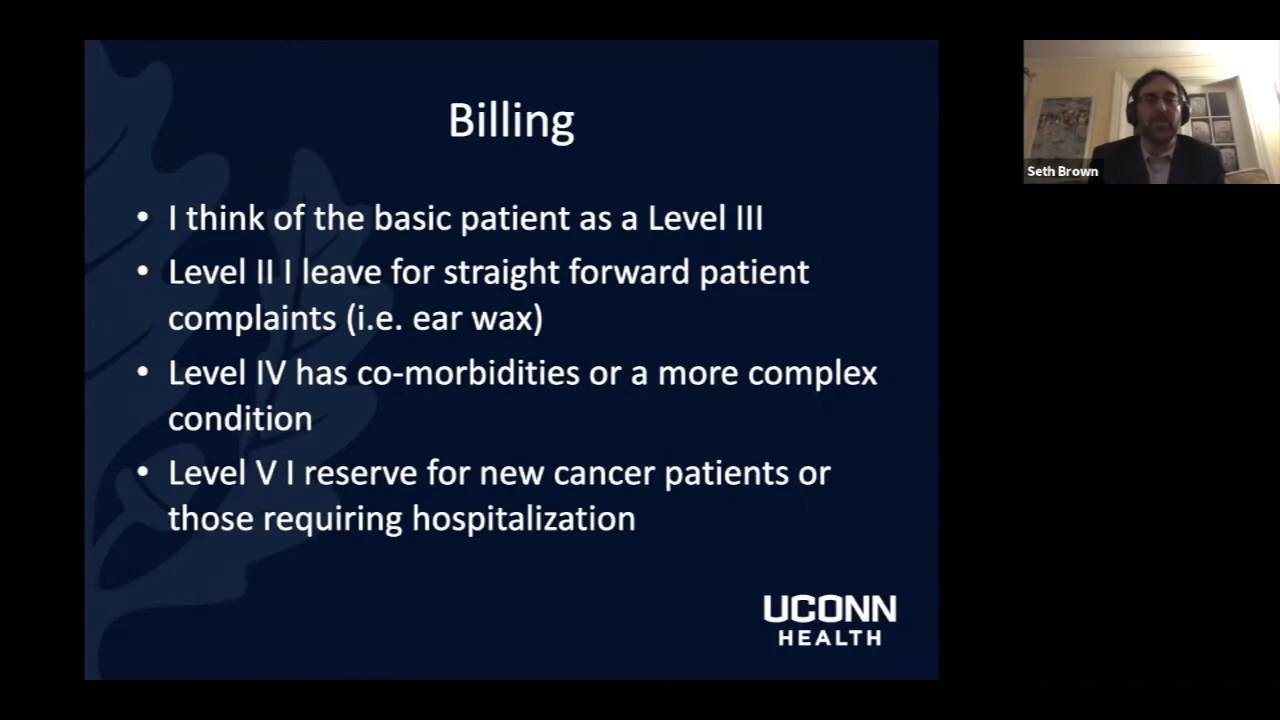 Billing
• I think of the basic patient as a Level III
• Level II I leave for straight forward patient
complaints (i.e. ear wax)
• Level IV has co-morbidities or a more complex
condition
• Level V I reserve for new cancer patients or
those requiring hospitalization
UCONN
HEALTH
Seth Brown